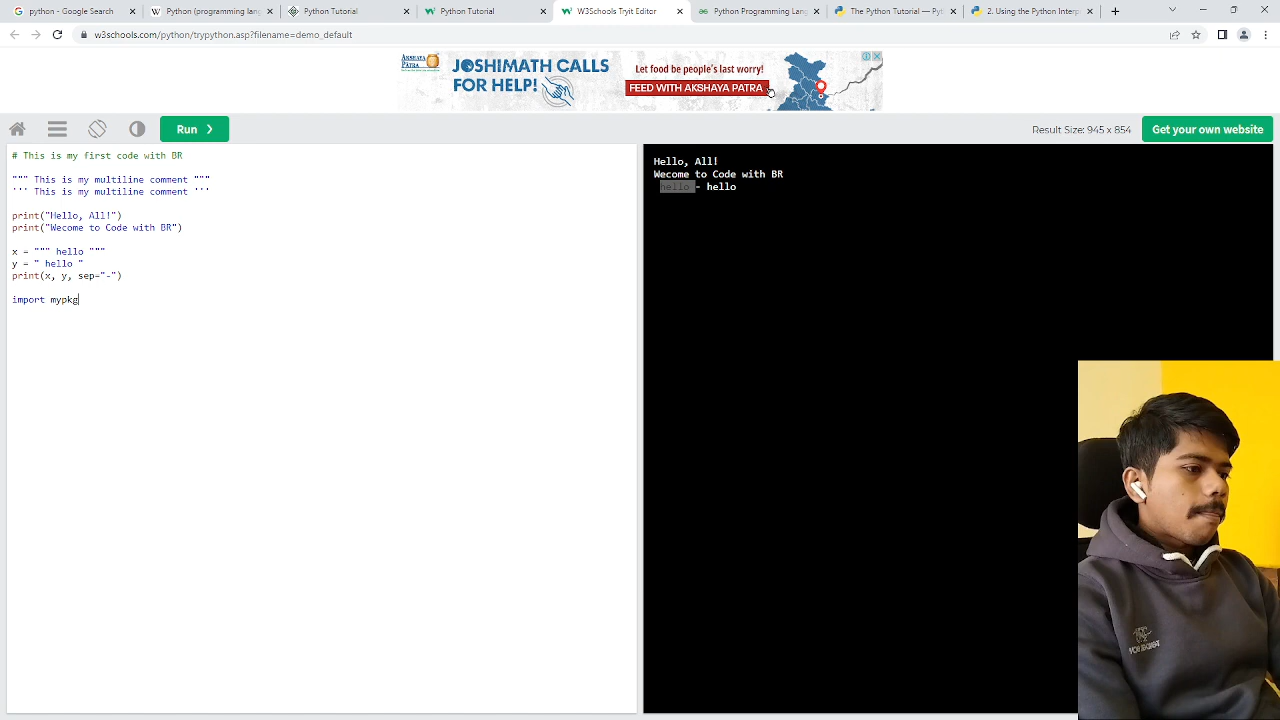 python - Google Search
Python (programming lang
Python Tutorial
Python Tutorial
W3Schools Tryit Editor
Python Programming Lang
The Python Tutorial — Pyt
2. Using the Python Interp
w3schools.com/python/trypython.asp?filename=demo_default
AKSHAYA
PATRA
JOSHIMATH CALLS
FOR HELP!
Let food be people's last worry!
FEED WITH AKSHAYA PATRA
Run ❯
Result Size: 945 x 854
Get your own website
# This is my first code with BR
""" This is my multiline comment """
''' This is my multiline comment '''
print("Hello, All!")
print("Wecome to Code with BR")
x = """ hello """
y = " hello "
print(x, y, sep="-")
import mypkg
Hello, All!
Wecome to Code with BR
hello - hello